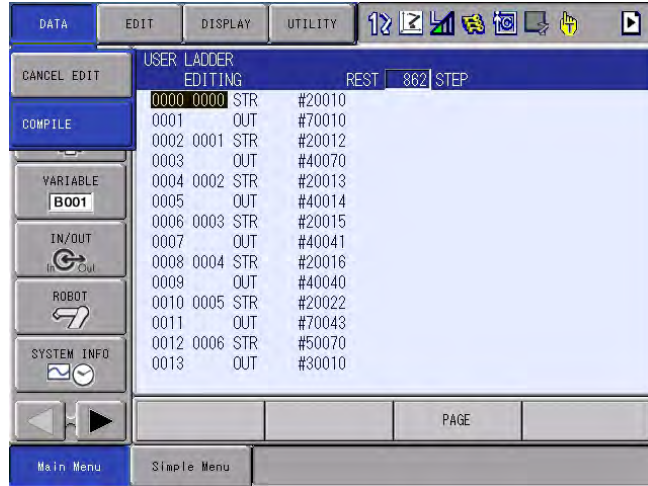 DATA EDIT DISPLAY UTILITY
CANCEL EDIT
COMPILE
USER LADDER
EDITING REST 862 STEP
0000 0000 STR #20010
0001 OUT #70010
0002 0001 STR #20012
0003 OUT #40070
0004 0002 STR #20013
0005 OUT #40014
0006 0003 STR #20015
0007 OUT #40041
0008 0004 STR #20016
0009 OUT #40040
0010 0005 STR #20022
0011 OUT #70043
0012 0006 STR #50070
0013 OUT #30010
VARIABLE
B001
IN/OUT
In Out
ROBOT
SYSTEM INFO
PAGE
Main Menu Simple Menu